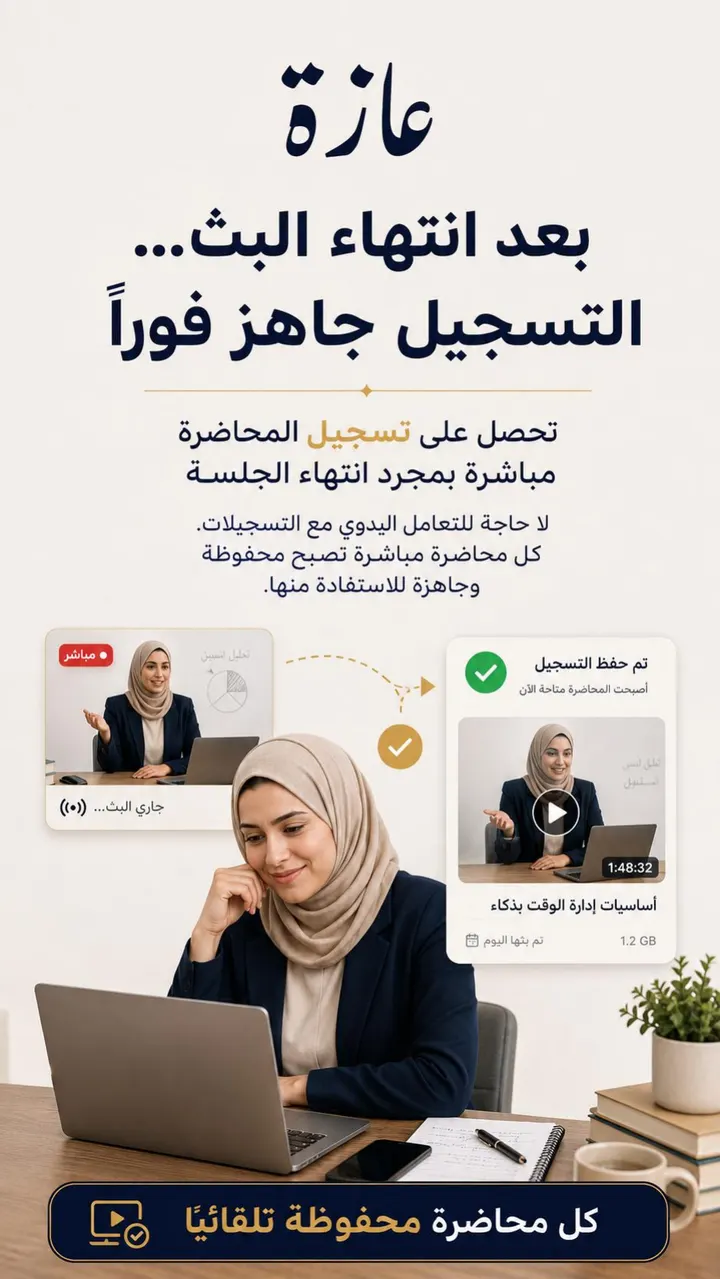 عازة
بعد انتهاء البث...
التسجيل جاهز فوراً
تحصل على تسجيل المحاضرة
مباشرة بمجرد انتهاء الجلسة
لا حاجة للتعامل اليدوي مع التسجيلات.
كل محاضرة مباشرة تصبح محفوظة
وجاهزة للاستفادة منها.
مباشر
جاري البث...
تم حفظ التسجيل
أصبحت المحاضرة متاحة الآن
1:48:32
أساسيات إدارة الوقت بذكاء
تم بثها اليوم
1.2 GB
كل محاضرة محفوظة تلقائيًا